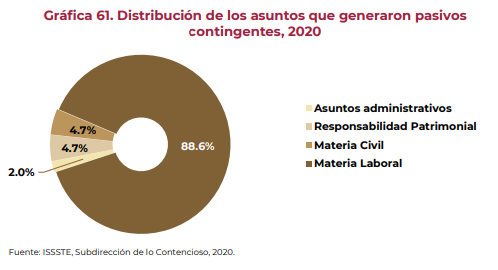 Gráfica 61. Distribución de los asuntos que generaron pasivos
contingentes, 2020
4.7%
4.7%
88.6%
2.0%
Asuntos administrativos
Responsabilidad Patrimonial
Materia Civil
Materia Laboral
Fuente: ISSSTE, Subdirección de lo Contencioso, 2020.